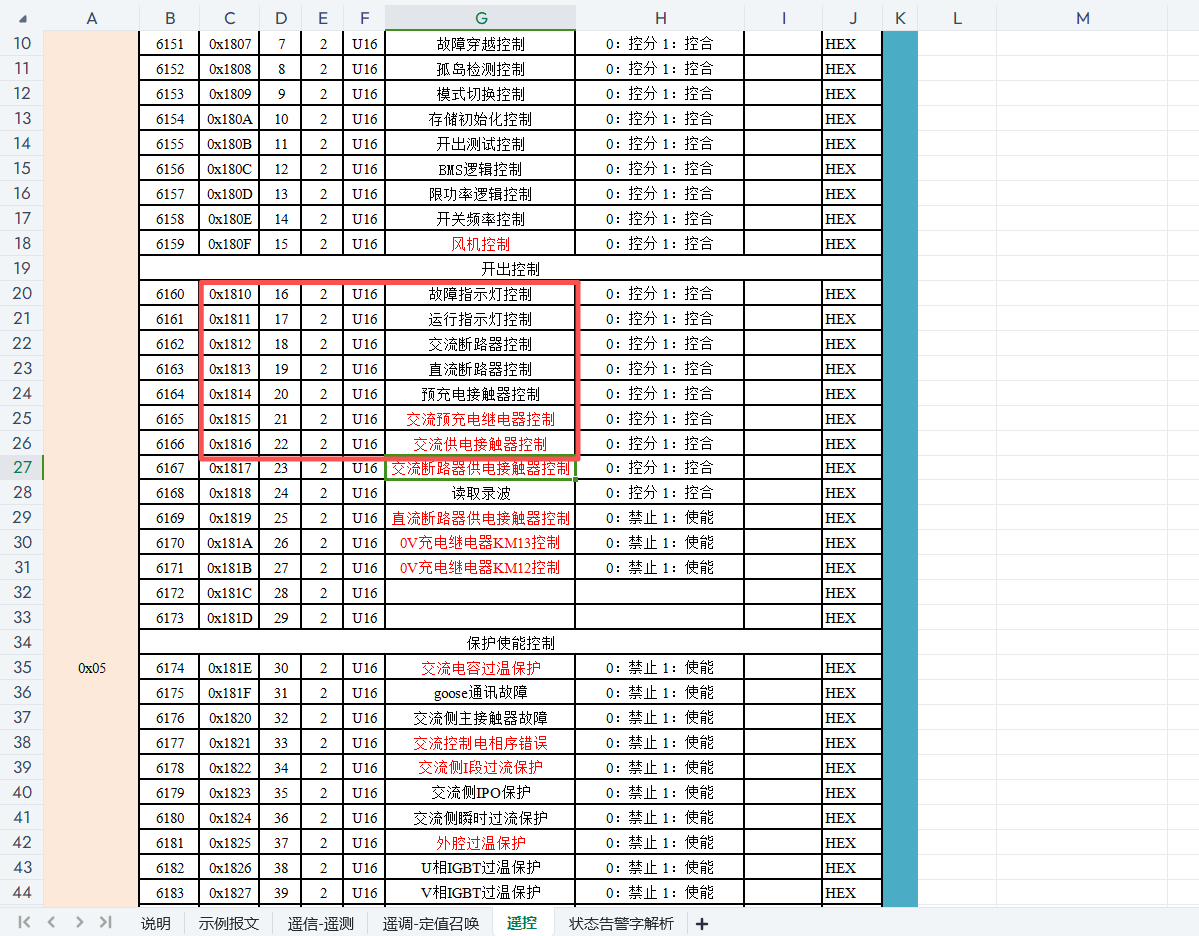 A B C D E F G H I J K L M
10 6151 0x1807 7 2 U16 故障穿越控制 0：控分 1：控合 HEX
11 6152 0x1808 8 2 U16 孤岛检测控制 0：控分 1：控合 HEX
12 6153 0x1809 9 2 U16 模式切换控制 0：控分 1：控合 HEX
13 6154 0x180A 10 2 U16 存储初始化控制 0：控分 1：控合 HEX
14 6155 0x180B 11 2 U16 开出测试控制 0：控分 1：控合 HEX
15 6156 0x180C 12 2 U16 BMS逻辑控制 0：控分 1：控合 HEX
16 6157 0x180D 13 2 U16 限功率逻辑控制 0：控分 1：控合 HEX
17 6158 0x180E 14 2 U16 开关频率控制 0：控分 1：控合 HEX
18 6159 0x180F 15 2 U16 风机控制 0：控分 1：控合 HEX
19 开出控制
20 6160 0x1810 16 2 U16 故障指示灯控制 0：控分 1：控合 HEX
21 6161 0x1811 17 2 U16 运行指示灯控制 0：控分 1：控合 HEX
22 6162 0x1812 18 2 U16 交流断路器控制 0：控分 1：控合 HEX
23 6163 0x1813 19 2 U16 直流断路器控制 0：控分 1：控合 HEX
24 6164 0x1814 20 2 U16 预充电接触器控制 0：控分 1：控合 HEX
25 6165 0x1815 21 2 U16 交流预充电继电器控制 0：控分 1：控合 HEX
26 6166 0x1816 22 2 U16 交流供电接触器控制 0：控分 1：控合 HEX
27 6167 0x1817 23 2 U16 交流断路器供电接触器控制 0：控分 1：控合 HEX
28 6168 0x1818 24 2 U16 读取录波 0：控分 1：控合 HEX
29 6169 0x1819 25 2 U16 直流断路器供电接触器控制 0：禁止 1：使能 HEX
30 6170 0x181A 26 2 U16 0V充电继电器KM13控制 0：禁止 1：使能 HEX
31 6171 0x181B 27 2 U16 0V充电继电器KM12控制 0：禁止 1：使能 HEX
32 6172 0x181C 28 2 U16 HEX
33 6173 0x181D 29 2 U16 HEX
34 保护使能控制
35 0x05 6174 0x181E 30 2 U16 交流电容过温保护 0：禁止 1：使能 HEX
36 6175 0x181F 31 2 U16 goose通讯故障 0：禁止 1：使能 HEX
37 6176 0x1820 32 2 U16 交流侧主接触器故障 0：禁止 1：使能 HEX
38 6177 0x1821 33 2 U16 交流控制电相序错误 0：禁止 1：使能 HEX
39 6178 0x1822 34 2 U16 交流侧I段过流保护 0：禁止 1：使能 HEX
40 6179 0x1823 35 2 U16 交流侧IPO保护 0：禁止 1：使能 HEX
41 6180 0x1824 36 2 U16 交流侧瞬时过流保护 0：禁止 1：使能 HEX
42 6181 0x1825 37 2 U16 外腔过温保护 0：禁止 1：使能 HEX
43 6182 0x1826 38 2 U16 U相IGBT过温保护 0：禁止 1：使能 HEX
44 6183 0x1827 39 2 U16 V相IGBT过温保护 0：禁止 1：使能 HEX
说明 示例报文 遥信-遥测 遥调-定值召唤 遥控 状态告警字解析 +